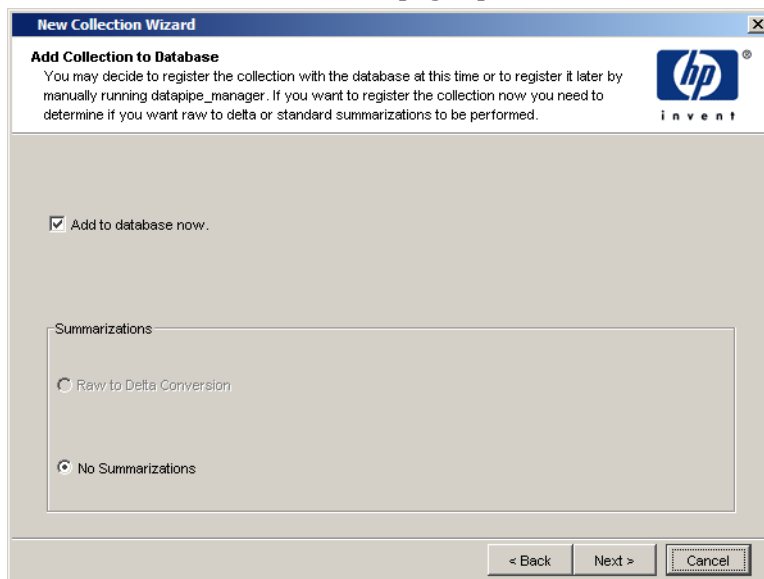 New Collection Wizard
Add Collection to Database
You may decide to register the collection with the database at this time or to register it later by
manually running datapipe_manager. If you want to register the collection now you need to
determine if you want raw to delta or standard summarizations to be performed.
hp
®
invent
Add to database now.
Summarizations
Raw to Delta Conversion
No Summarizations
< Back
Next >
Cancel